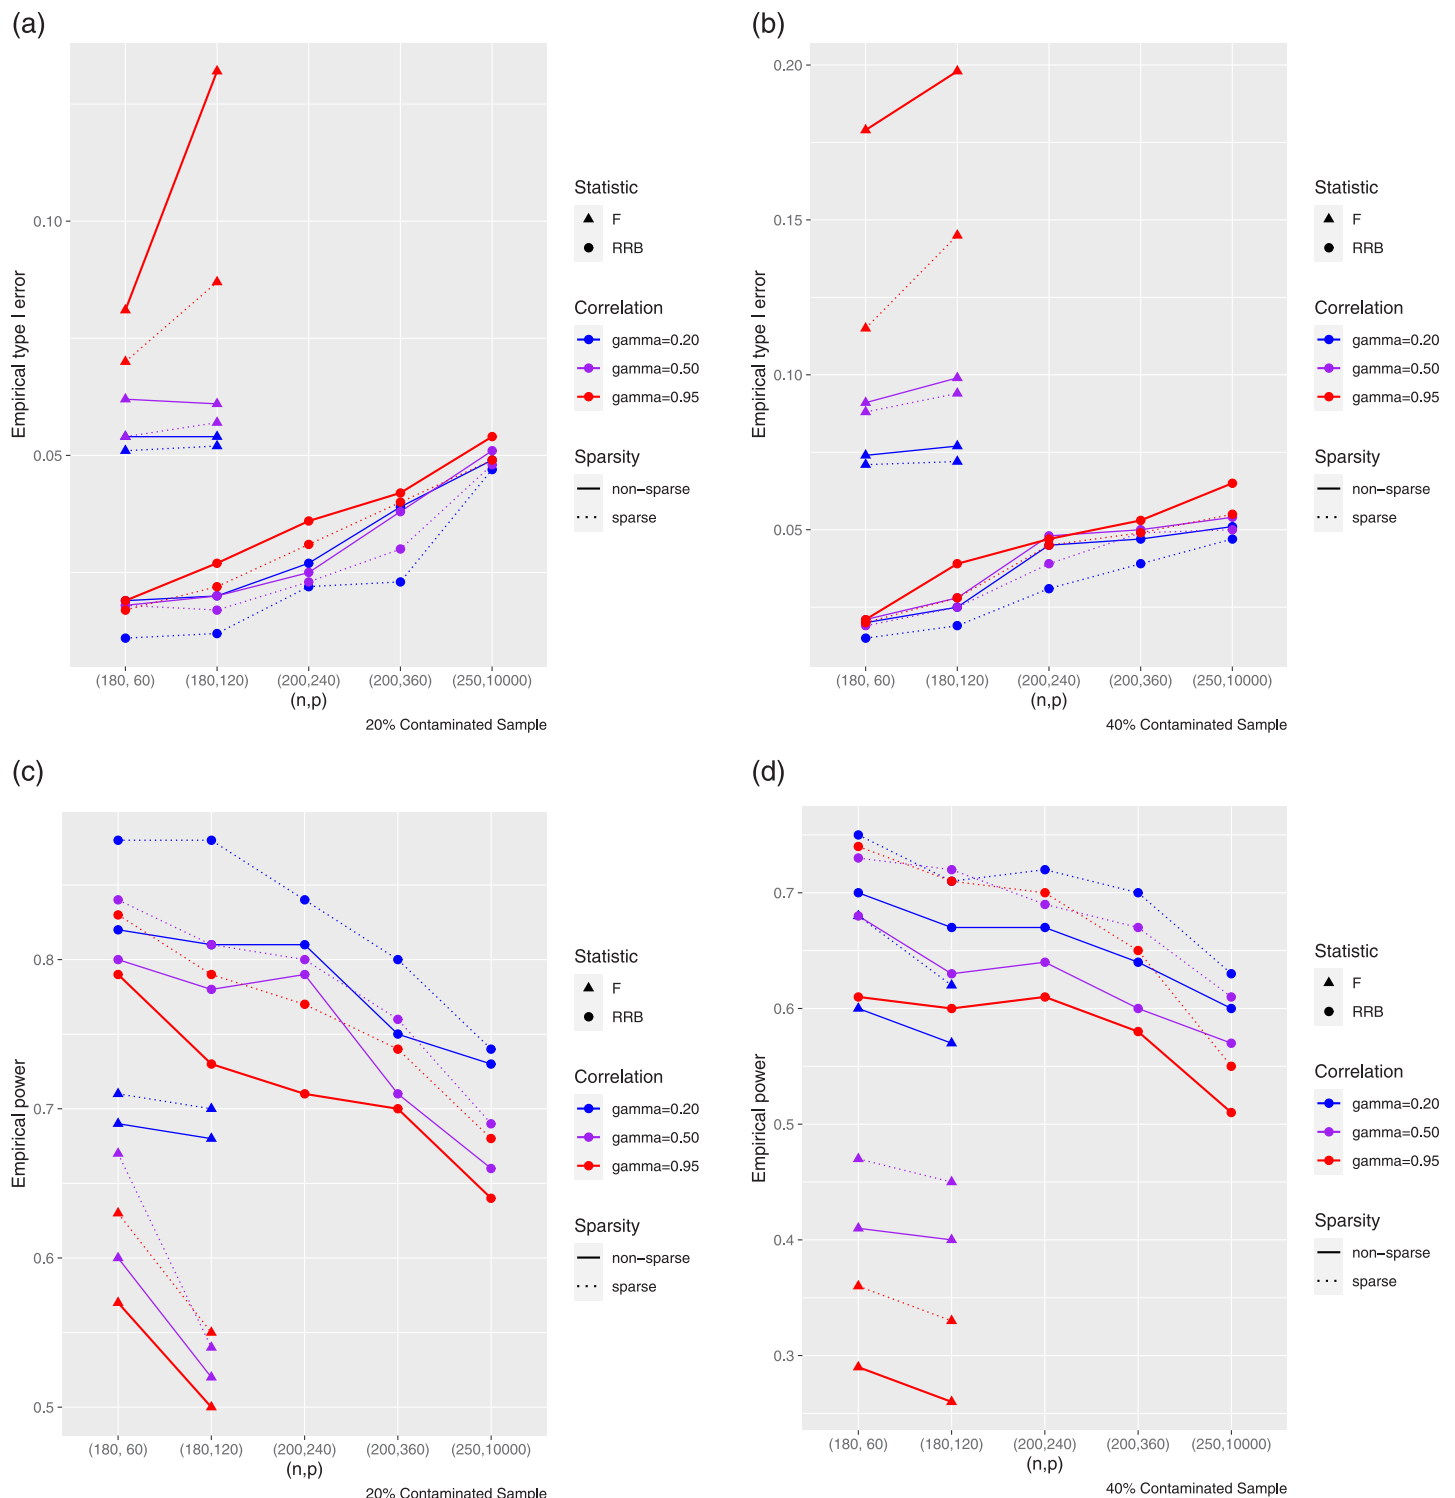 (a)
0.10
0.05
Empirical type I error
(180, 60)
(180,120)
(200,240)
(200,360)
(250,10000)
(n,p)
20% Contaminated Sample
Statistic
F
RRB
Correlation
gamma=0.20
gamma=0.50
gamma=0.95
Sparsity
non−sparse
sparse
(b)
0.20
0.15
0.10
0.05
Empirical type I error
(180, 60)
(180,120)
(200,240)
(200,360)
(250,10000)
(n,p)
40% Contaminated Sample
Statistic
F
RRB
Correlation
gamma=0.20
gamma=0.50
gamma=0.95
Sparsity
non−sparse
sparse
(c)
0.8
0.7
0.6
0.5
Empirical power
(180, 60)
(180,120)
(200,240)
(200,360)
(250,10000)
(n,p)
20% Contaminated Sample
Statistic
F
RRB
Correlation
gamma=0.20
gamma=0.50
gamma=0.95
Sparsity
non−sparse
sparse
(d)
0.7
0.6
0.5
0.4
0.3
Empirical power
(180, 60)
(180,120)
(200,240)
(200,360)
(250,10000)
(n,p)
40% Contaminated Sample
Statistic
F
RRB
Correlation
gamma=0.20
gamma=0.50
gamma=0.95
Sparsity
non−sparse
sparse